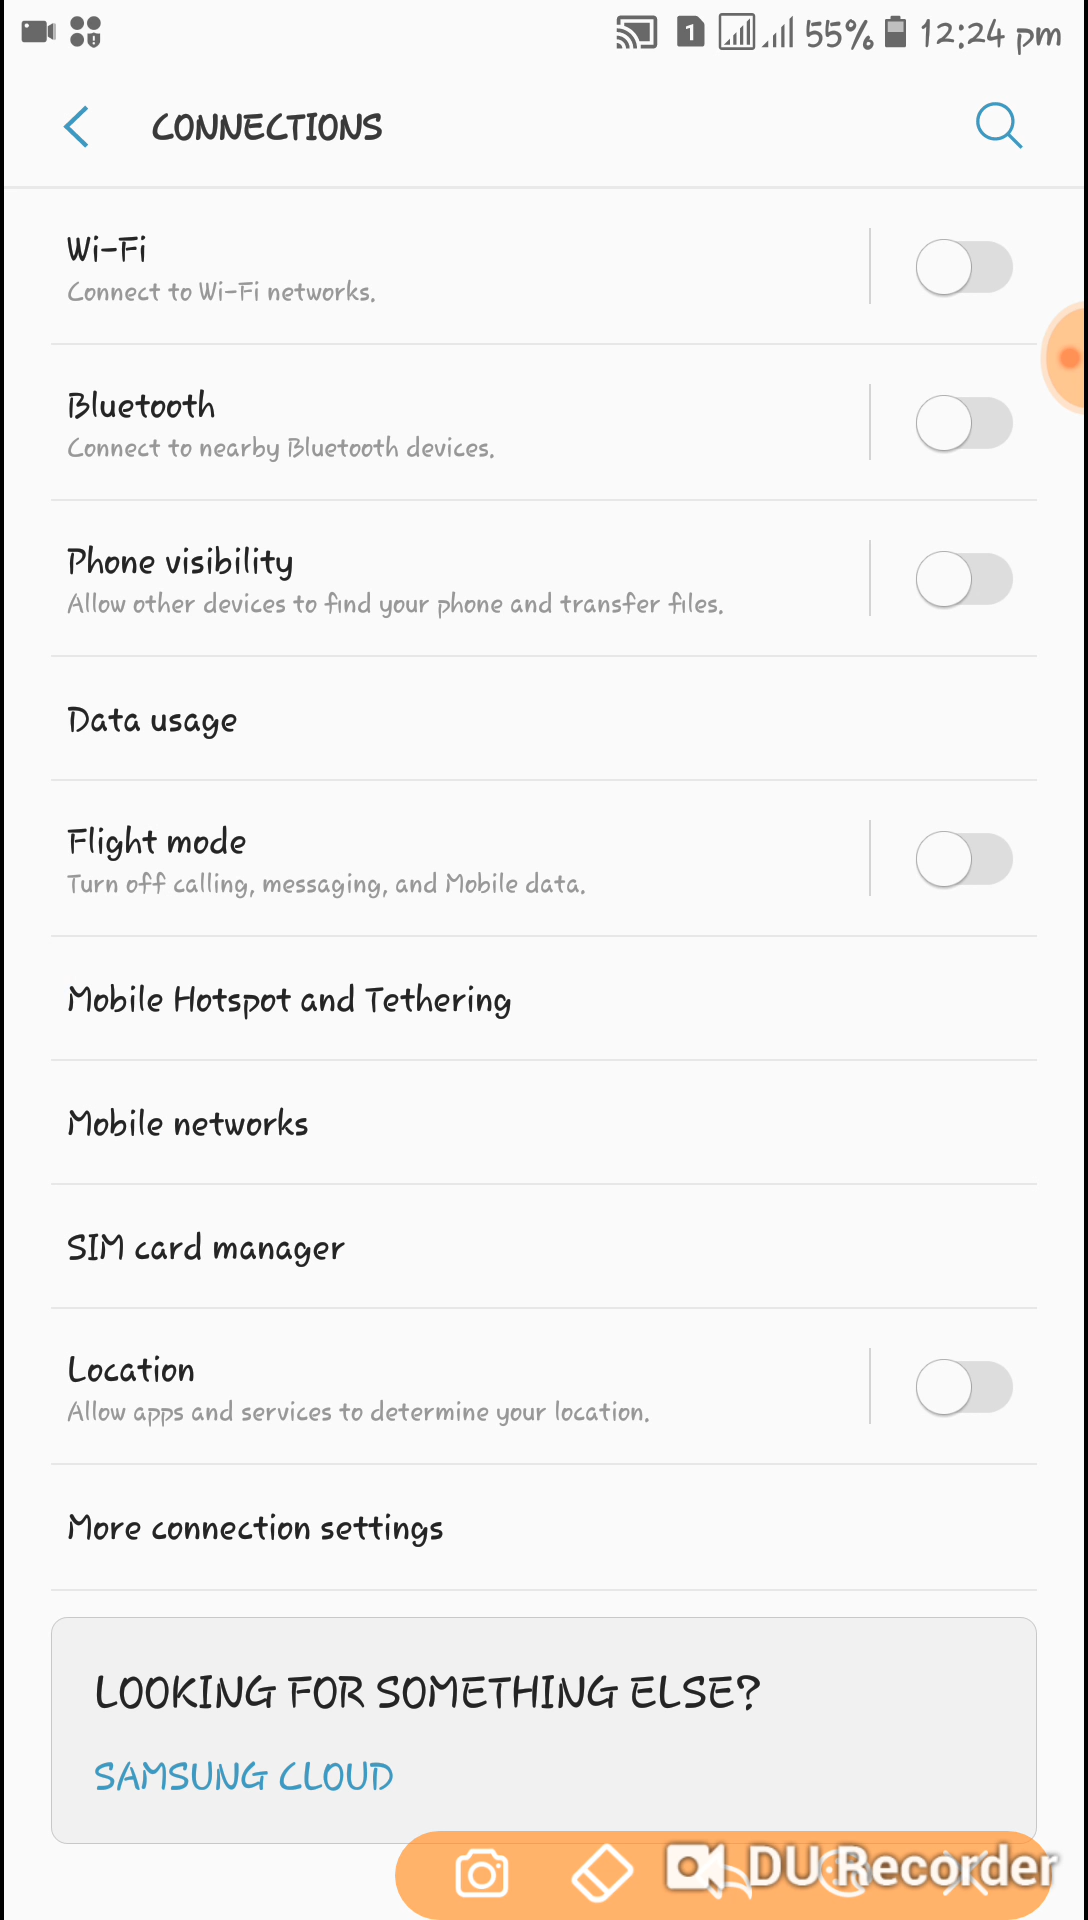 1 55% 12:24 pm
CONNECTIONS
Wi-Fi
Connect to Wi-Fi networks.
Bluetooth
Connect to nearby Bluetooth devices.
Phone visibility
Allow other devices to find your phone and transfer files.
Data usage
Flight mode
Turn off calling, messaging, and Mobile data.
Mobile Hotspot and Tethering
Mobile networks
SIM card manager
Location
Allow apps and services to determine your location.
More connection settings
LOOKING FOR SOMETHING ELSE?
SAMSUNG CLOUD
DU Recorder